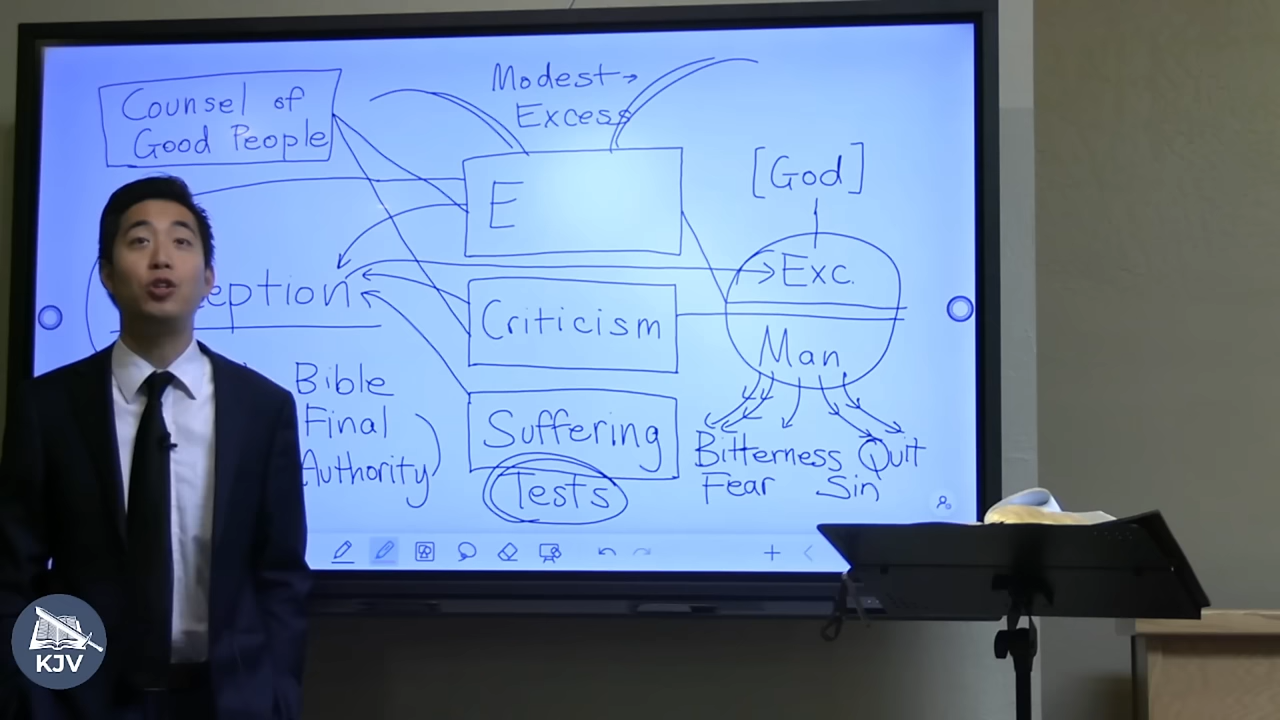 Counsel of
Good People
Modest →
Excess
[God]
E
Exc.
eption
Criticism
Man
Bible
Final
Authority
Suffering
Tests
Bitterness Quit
Fear Sin
KJV